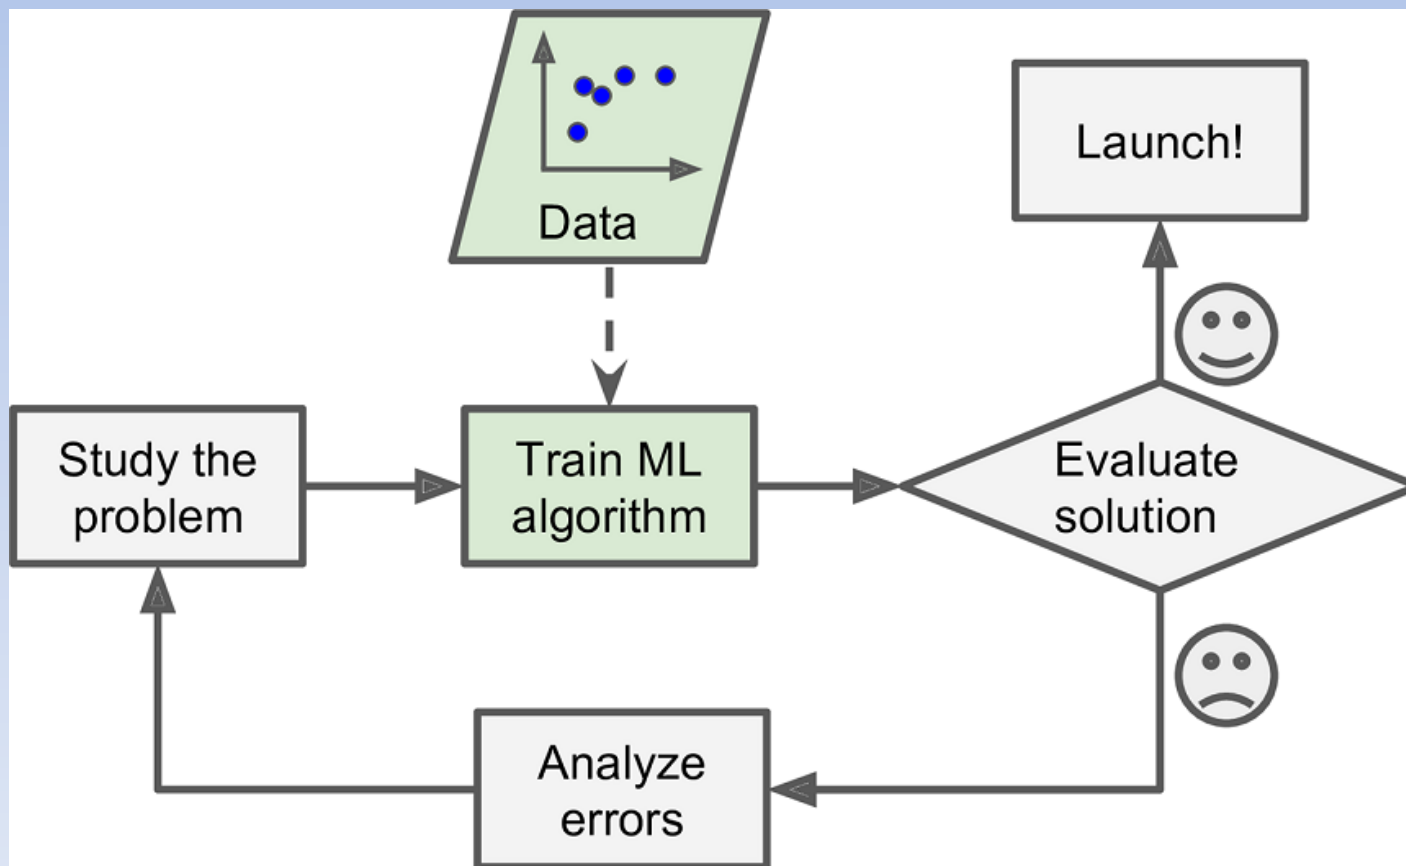 Data
Launch!
Study the
problem
Train ML
algorithm
Evaluate
solution
Analyze
errors